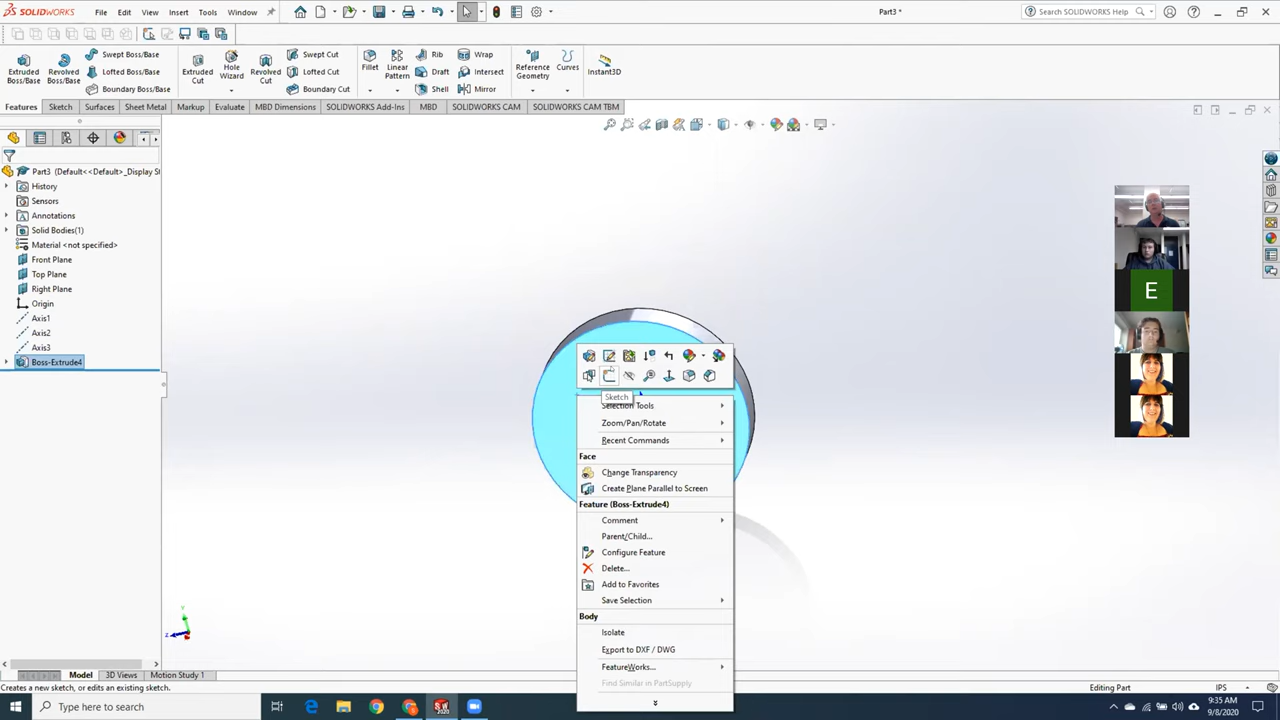 SOLIDWORKS File Edit View Insert Tools Window Part3 * Search SOLIDWORKS Help
Extruded Boss/Base
Revolved Boss/Base
Swept Boss/Base
Lofted Boss/Base
Boundary Boss/Base
Extruded Cut
Hole Wizard
Revolved Cut
Swept Cut
Lofted Cut
Boundary Cut
Fillet
Linear Pattern
Rib
Draft
Shell
Wrap
Intersect
Mirror
Reference Geometry
Curves
Instant3D
Features Sketch Surfaces Sheet Metal Markup Evaluate MBD Dimensions SOLIDWORKS Add-Ins MBD SOLIDWORKS CAM SOLIDWORKS CAM TBM
Part3 (Default<<Default>_Display St
History
Sensors
Annotations
Solid Bodies(1)
Material <not specified>
Front Plane
Top Plane
Right Plane
Origin
Axis1
Axis2
Axis3
Boss-Extrude4
Sketch
Selection Tools
Zoom/Pan/Rotate
Recent Commands
Face
Change Transparency
Create Plane Parallel to Screen
Feature (Boss-Extrude4)
Comment
Parent/Child...
Configure Feature
Delete...
Add to Favorites
Save Selection
Body
Isolate
Export to DXF / DWG
FeatureWorks...
Find Similar in PartSupply
E
Y
Z
Model 3D Views Motion Study 1
Creates a new sketch, or edits an existing sketch. Editing Part IPS
Type here to search
9:35 AM
9/8/2020